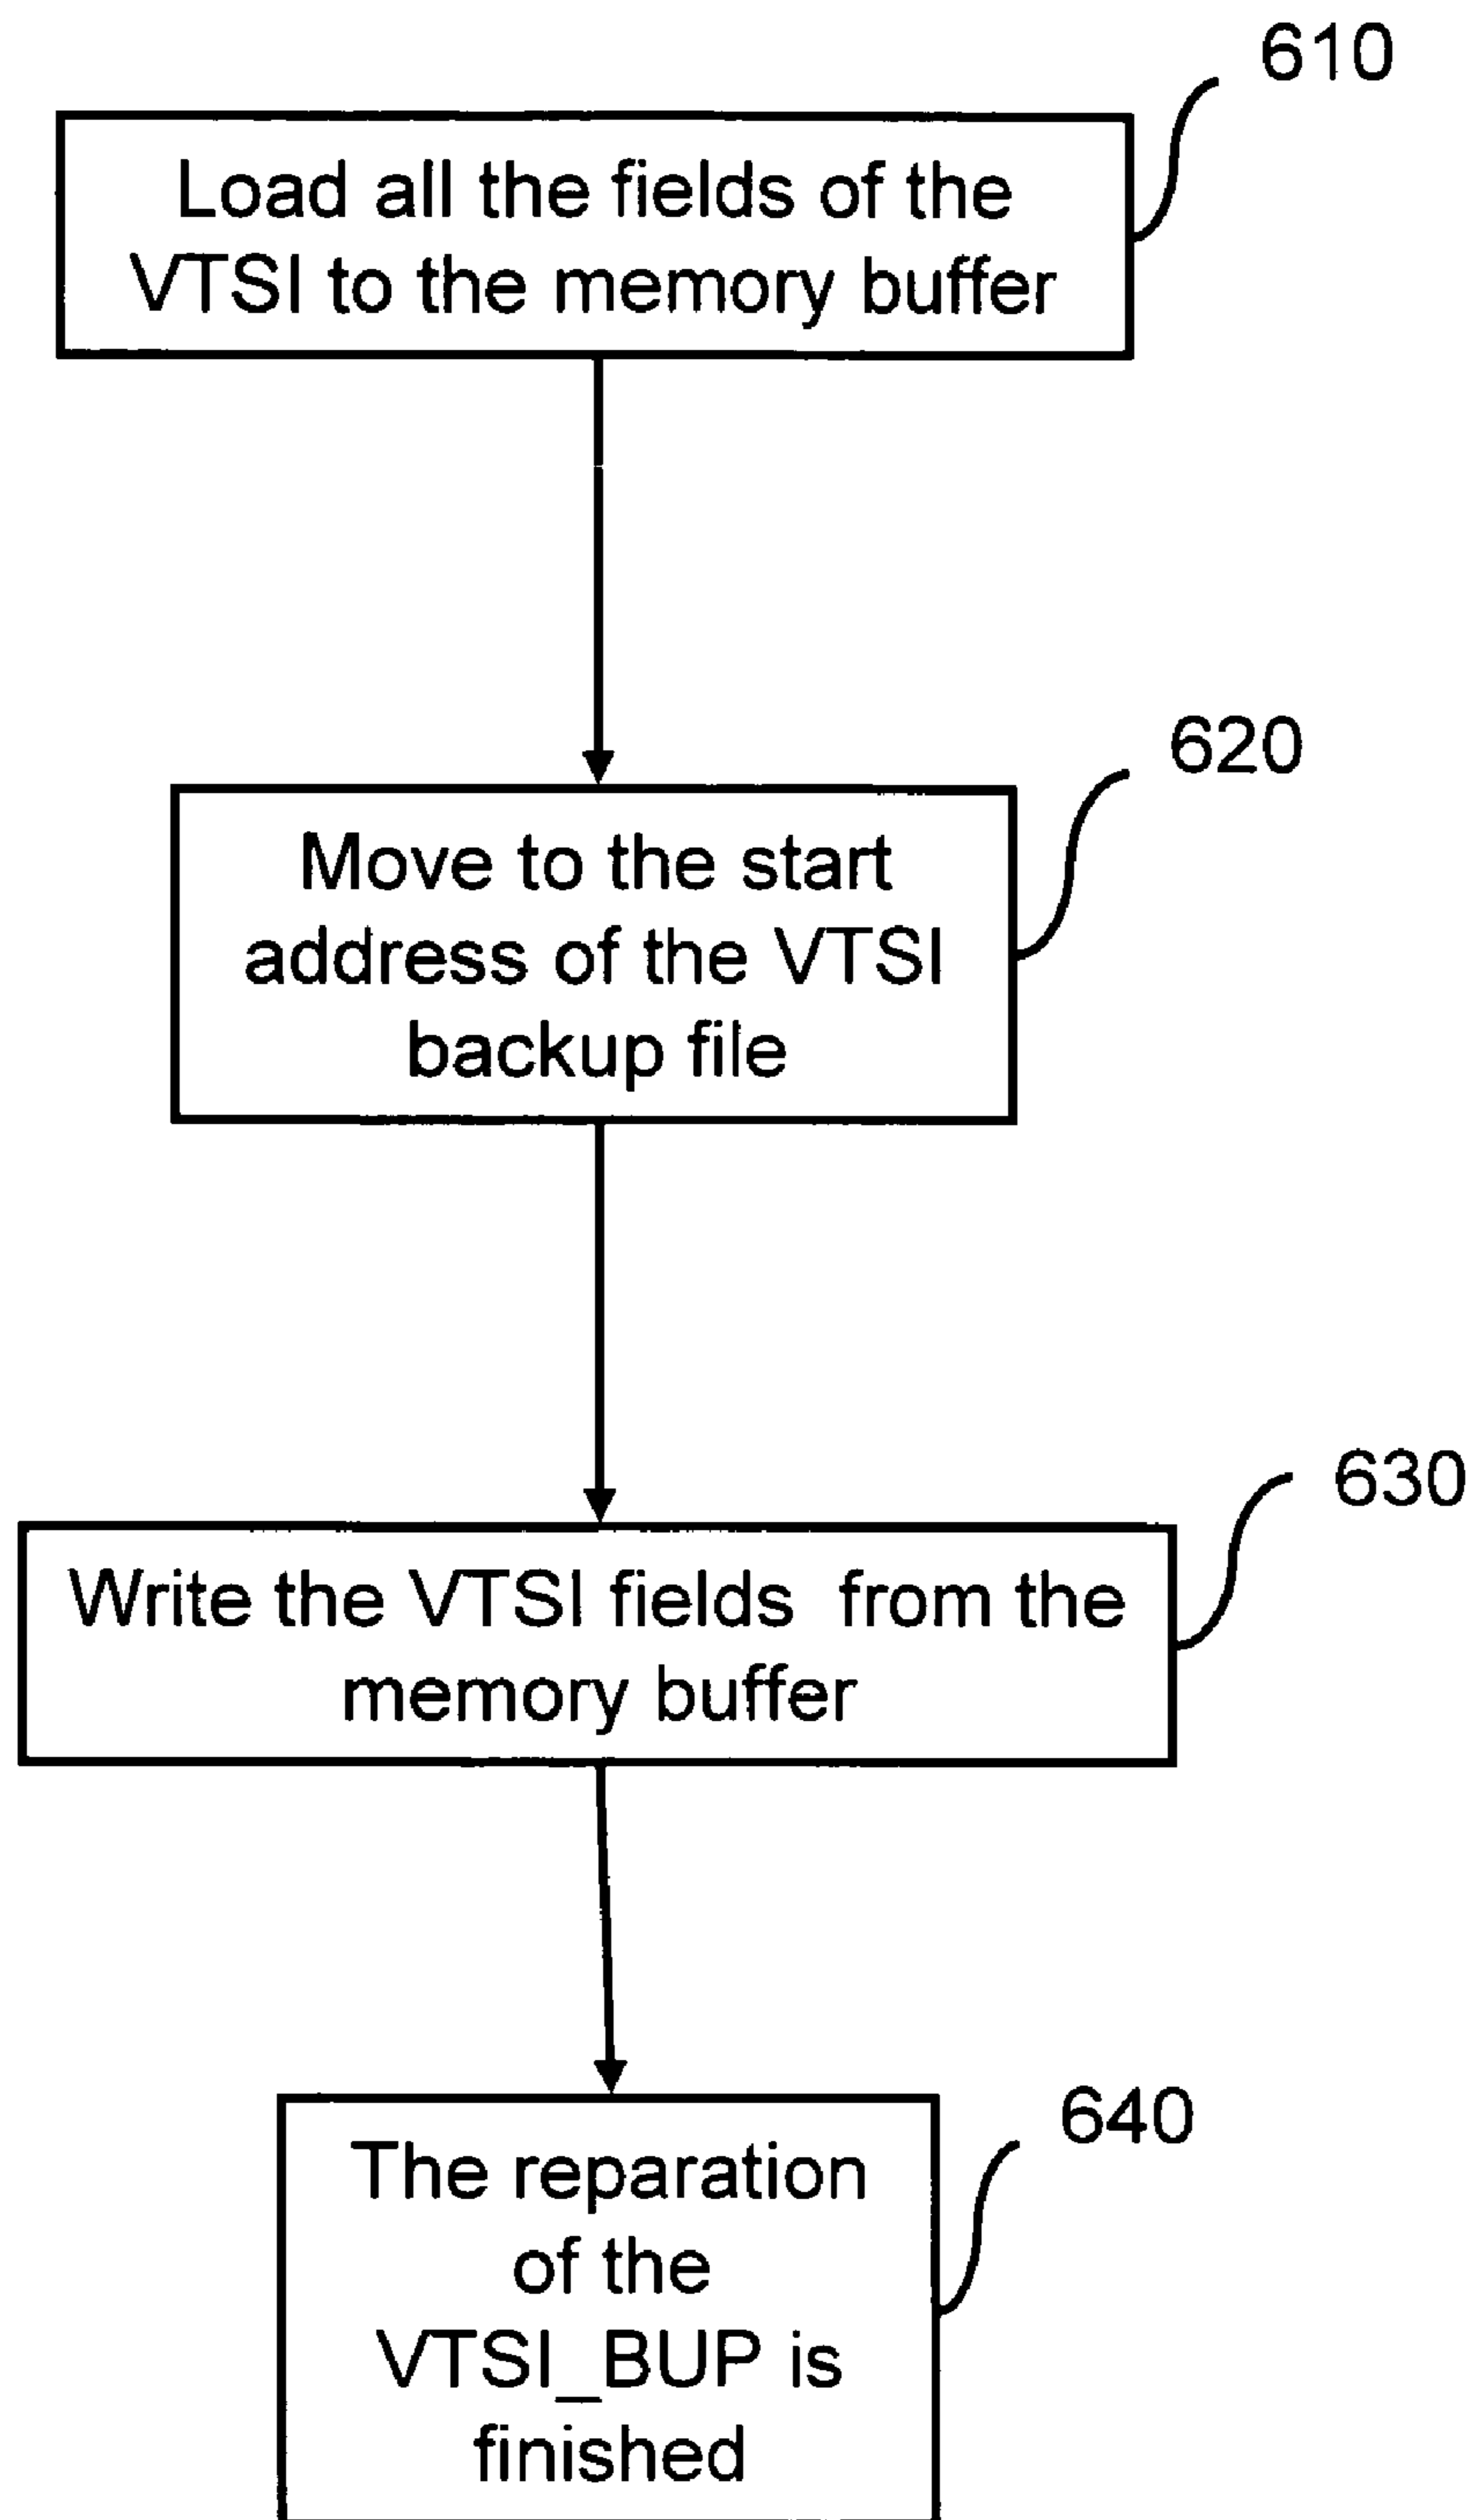 610
Load all the fields of the
VTSI to the memory buffer
620
Move to the start
address of the VTSI
backup file
630
Write the VTSI fields from the
memory buffer
640
The reparation
of the
VTSI_BUP is
finished